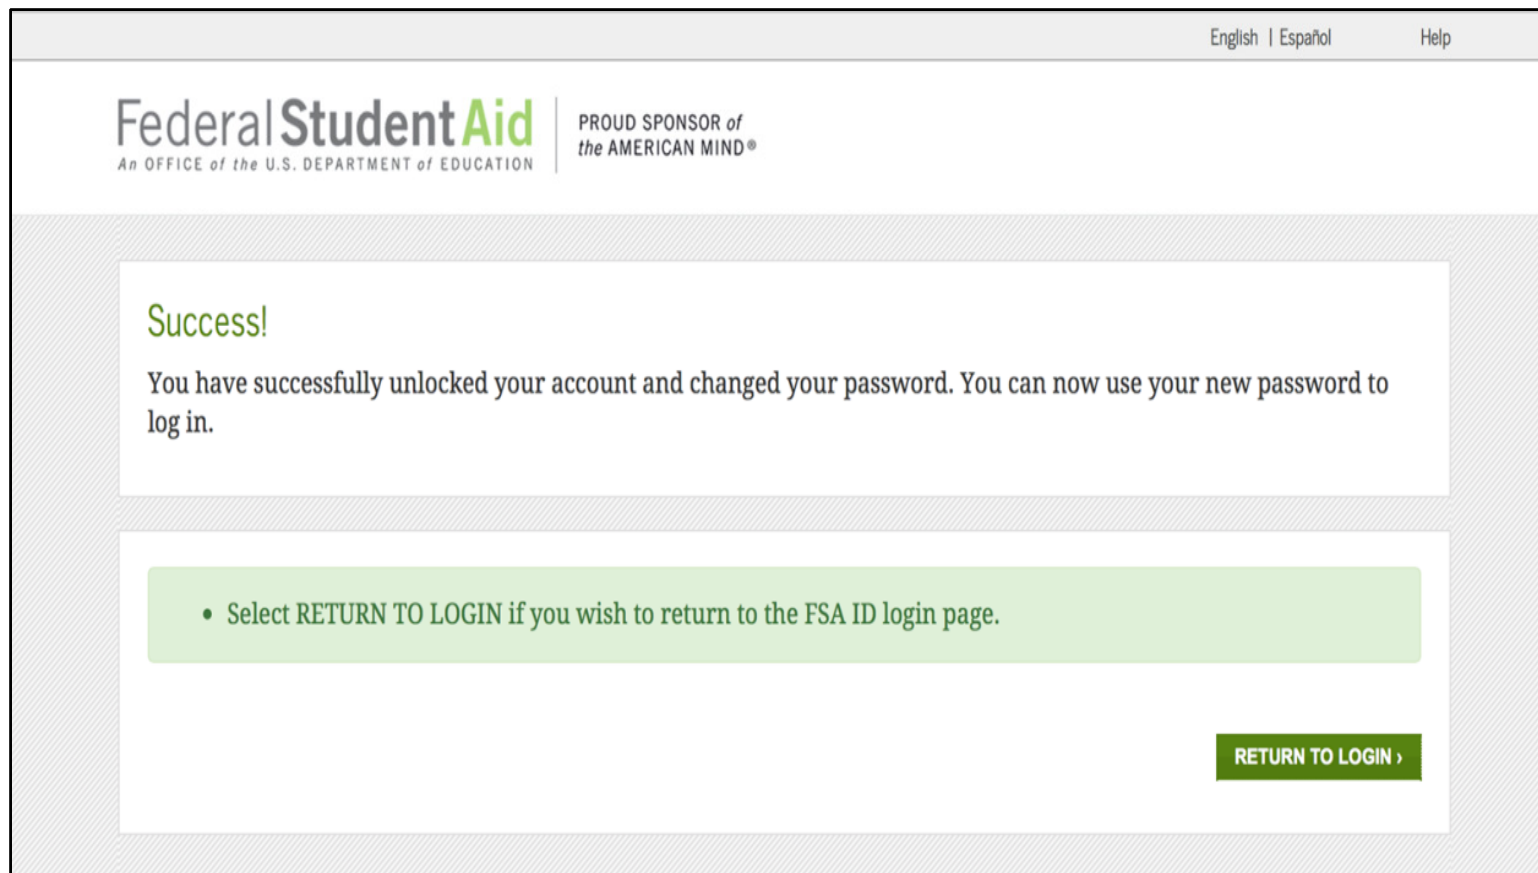 English | Español Help
Federal Student Aid
An OFFICE of the U.S. DEPARTMENT of EDUCATION
PROUD SPONSOR of
the AMERICAN MIND®
Success!
You have successfully unlocked your account and changed your password. You can now use your new password to
log in.
• Select RETURN TO LOGIN if you wish to return to the FSA ID login page.
RETURN TO LOGIN ›